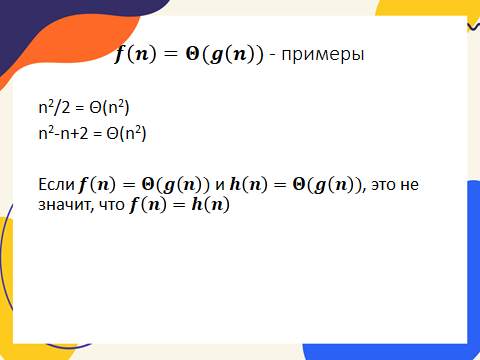 f(n) = Θ(g(n)) - примеры
n²/2 = Θ(n²)
n²-n+2 = Θ(n²)
Если f(n) = Θ(g(n)) и h(n) = Θ(g(n)), это не
значит, что f(n) = h(n)